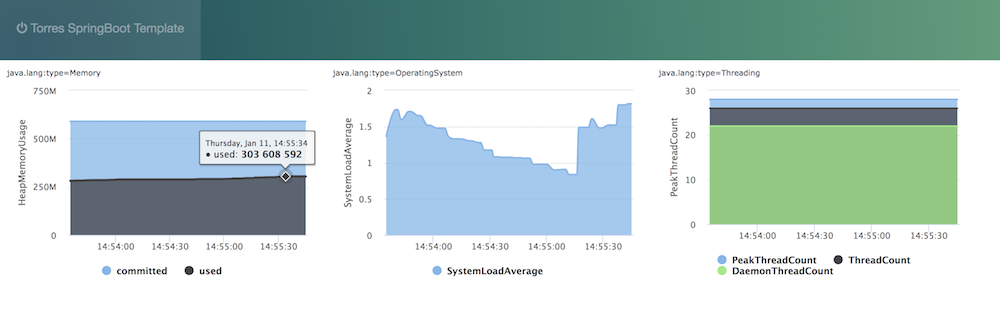 Torres SpringBoot Template
java.lang:type=Memory
HeapMemoryUsage
750M
500M
250M
0
Thursday, Jan 11, 14:55:34
● used: 303 608 592
14:54:00 14:54:30 14:55:00 14:55:30
committed used
java.lang:type=OperatingSystem
SystemLoadAverage
2
1.5
1
0.5
0
14:54:00 14:54:30 14:55:00 14:55:30
SystemLoadAverage
java.lang:type=Threading
PeakThreadCount
30
20
10
0
14:54:00 14:54:30 14:55:00 14:55:30
PeakThreadCount ThreadCount
DaemonThreadCount